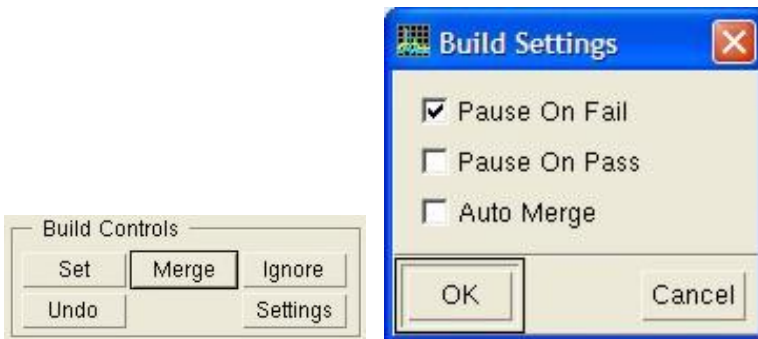 Build Controls
Set Merge Ignore
Undo Settings
Build Settings
Pause On Fail
Pause On Pass
Auto Merge
OK Cancel